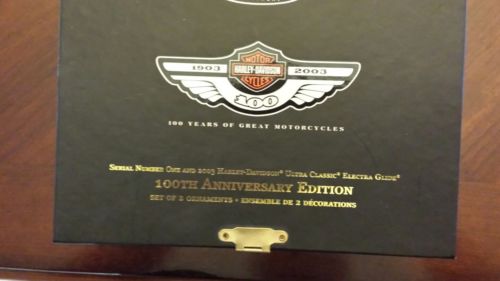 1903 2003
MOTOR
HARLEY-DAVIDSON
CYCLES
100
100 YEARS OF GREAT MOTORCYCLES
SERIAL NUMBER ONE AND 2003 HARLEY-DAVIDSON® ULTRA CLASSIC® ELECTRA GLIDE®
100TH ANNIVERSARY EDITION
SET OF 2 ORNAMENTS • ENSEMBLE DE 2 DÉCORATIONS